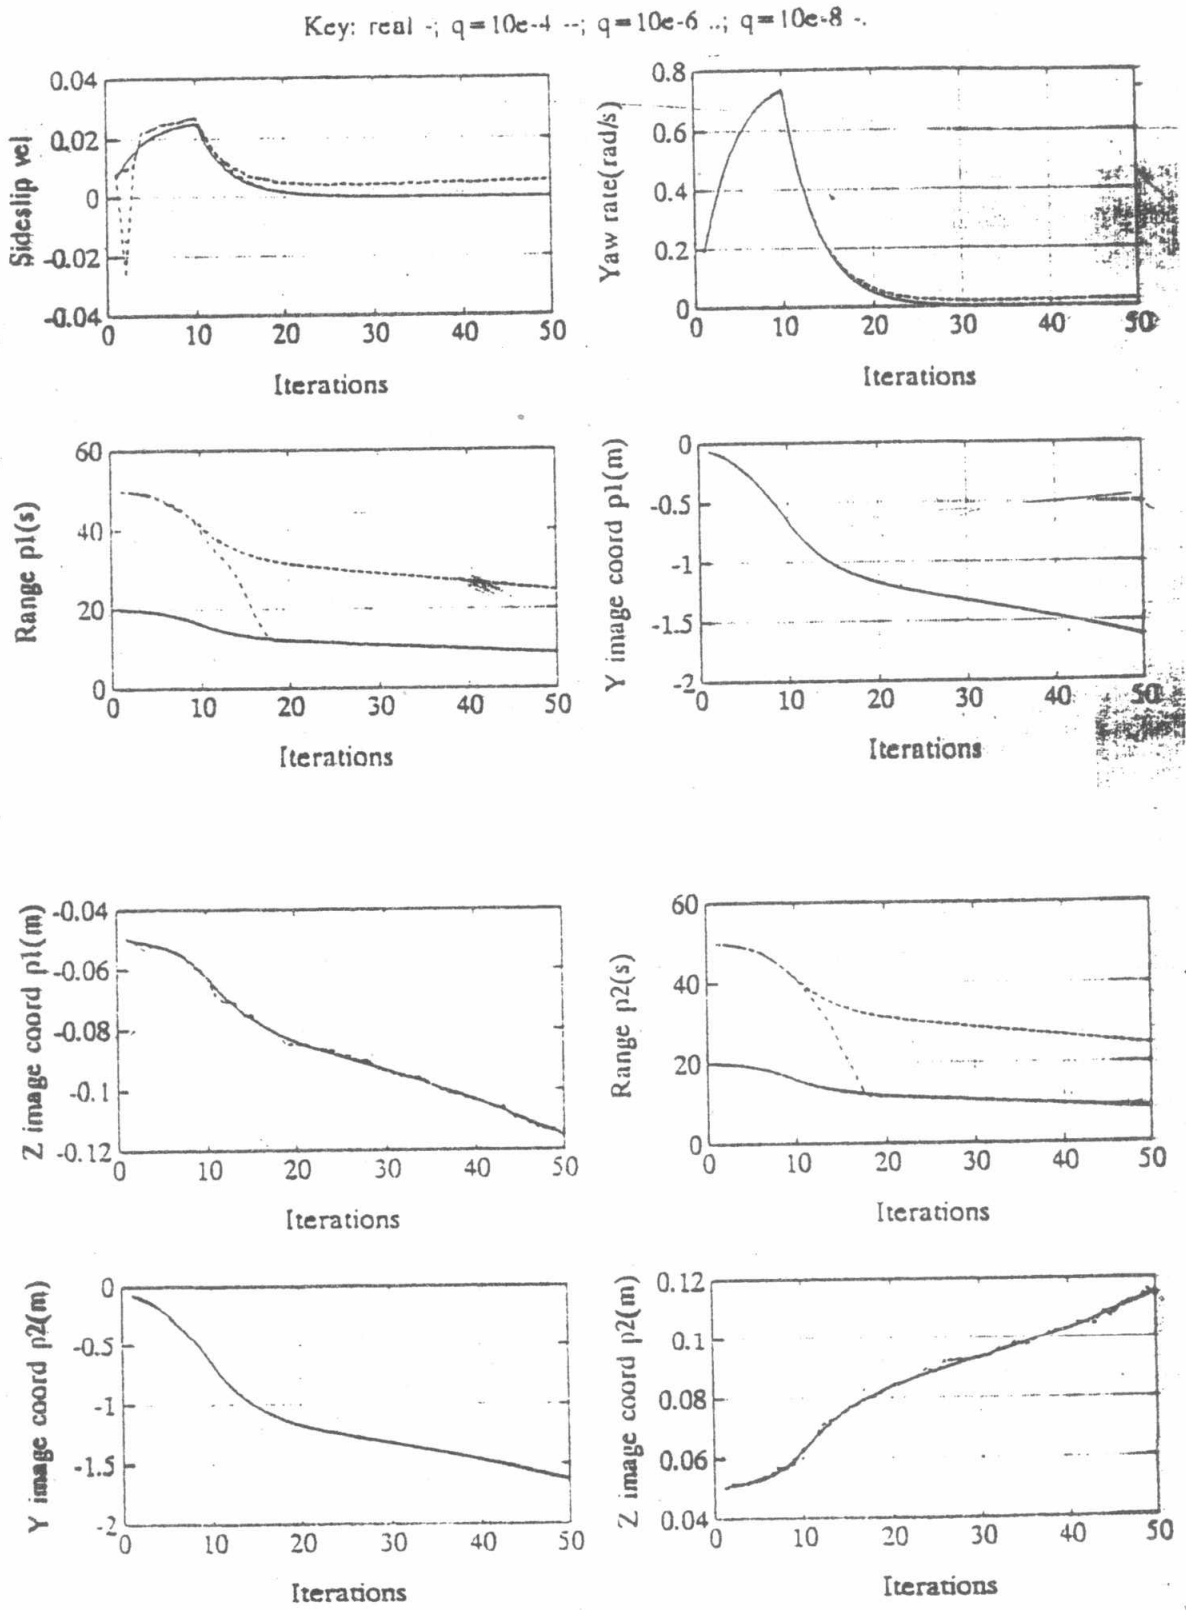 Key: real -; q=10e-4 --; q=10e-6 ..; q=10e-8 -.
0.04
0.02
0
-0.02
-0.04
Sideslip vel
0 10 20 30 40 50
Iterations
0.8
0.6
0.4
0.2
0
Yaw rate(rad/s)
0 10 20 30 40 50
Iterations
60
40
20
0
Range p1(s)
0 10 20 30 40 50
Iterations
0
-0.5
-1
-1.5
-2
Y image coord p1(m)
0 10 20 30 40 50
Iterations
-0.04
-0.06
-0.08
-0.1
-0.12
Z image coord p1(m)
0 10 20 30 40 50
Iterations
60
40
20
0
Range p2(s)
0 10 20 30 40 50
Iterations
0
-0.5
-1
-1.5
-2
Y image coord p2(m)
0 10 20 30 40 50
Iterations
0.12
0.1
0.08
0.06
0.04
Z image coord p2(m)
0 10 20 30 40 50
Iterations